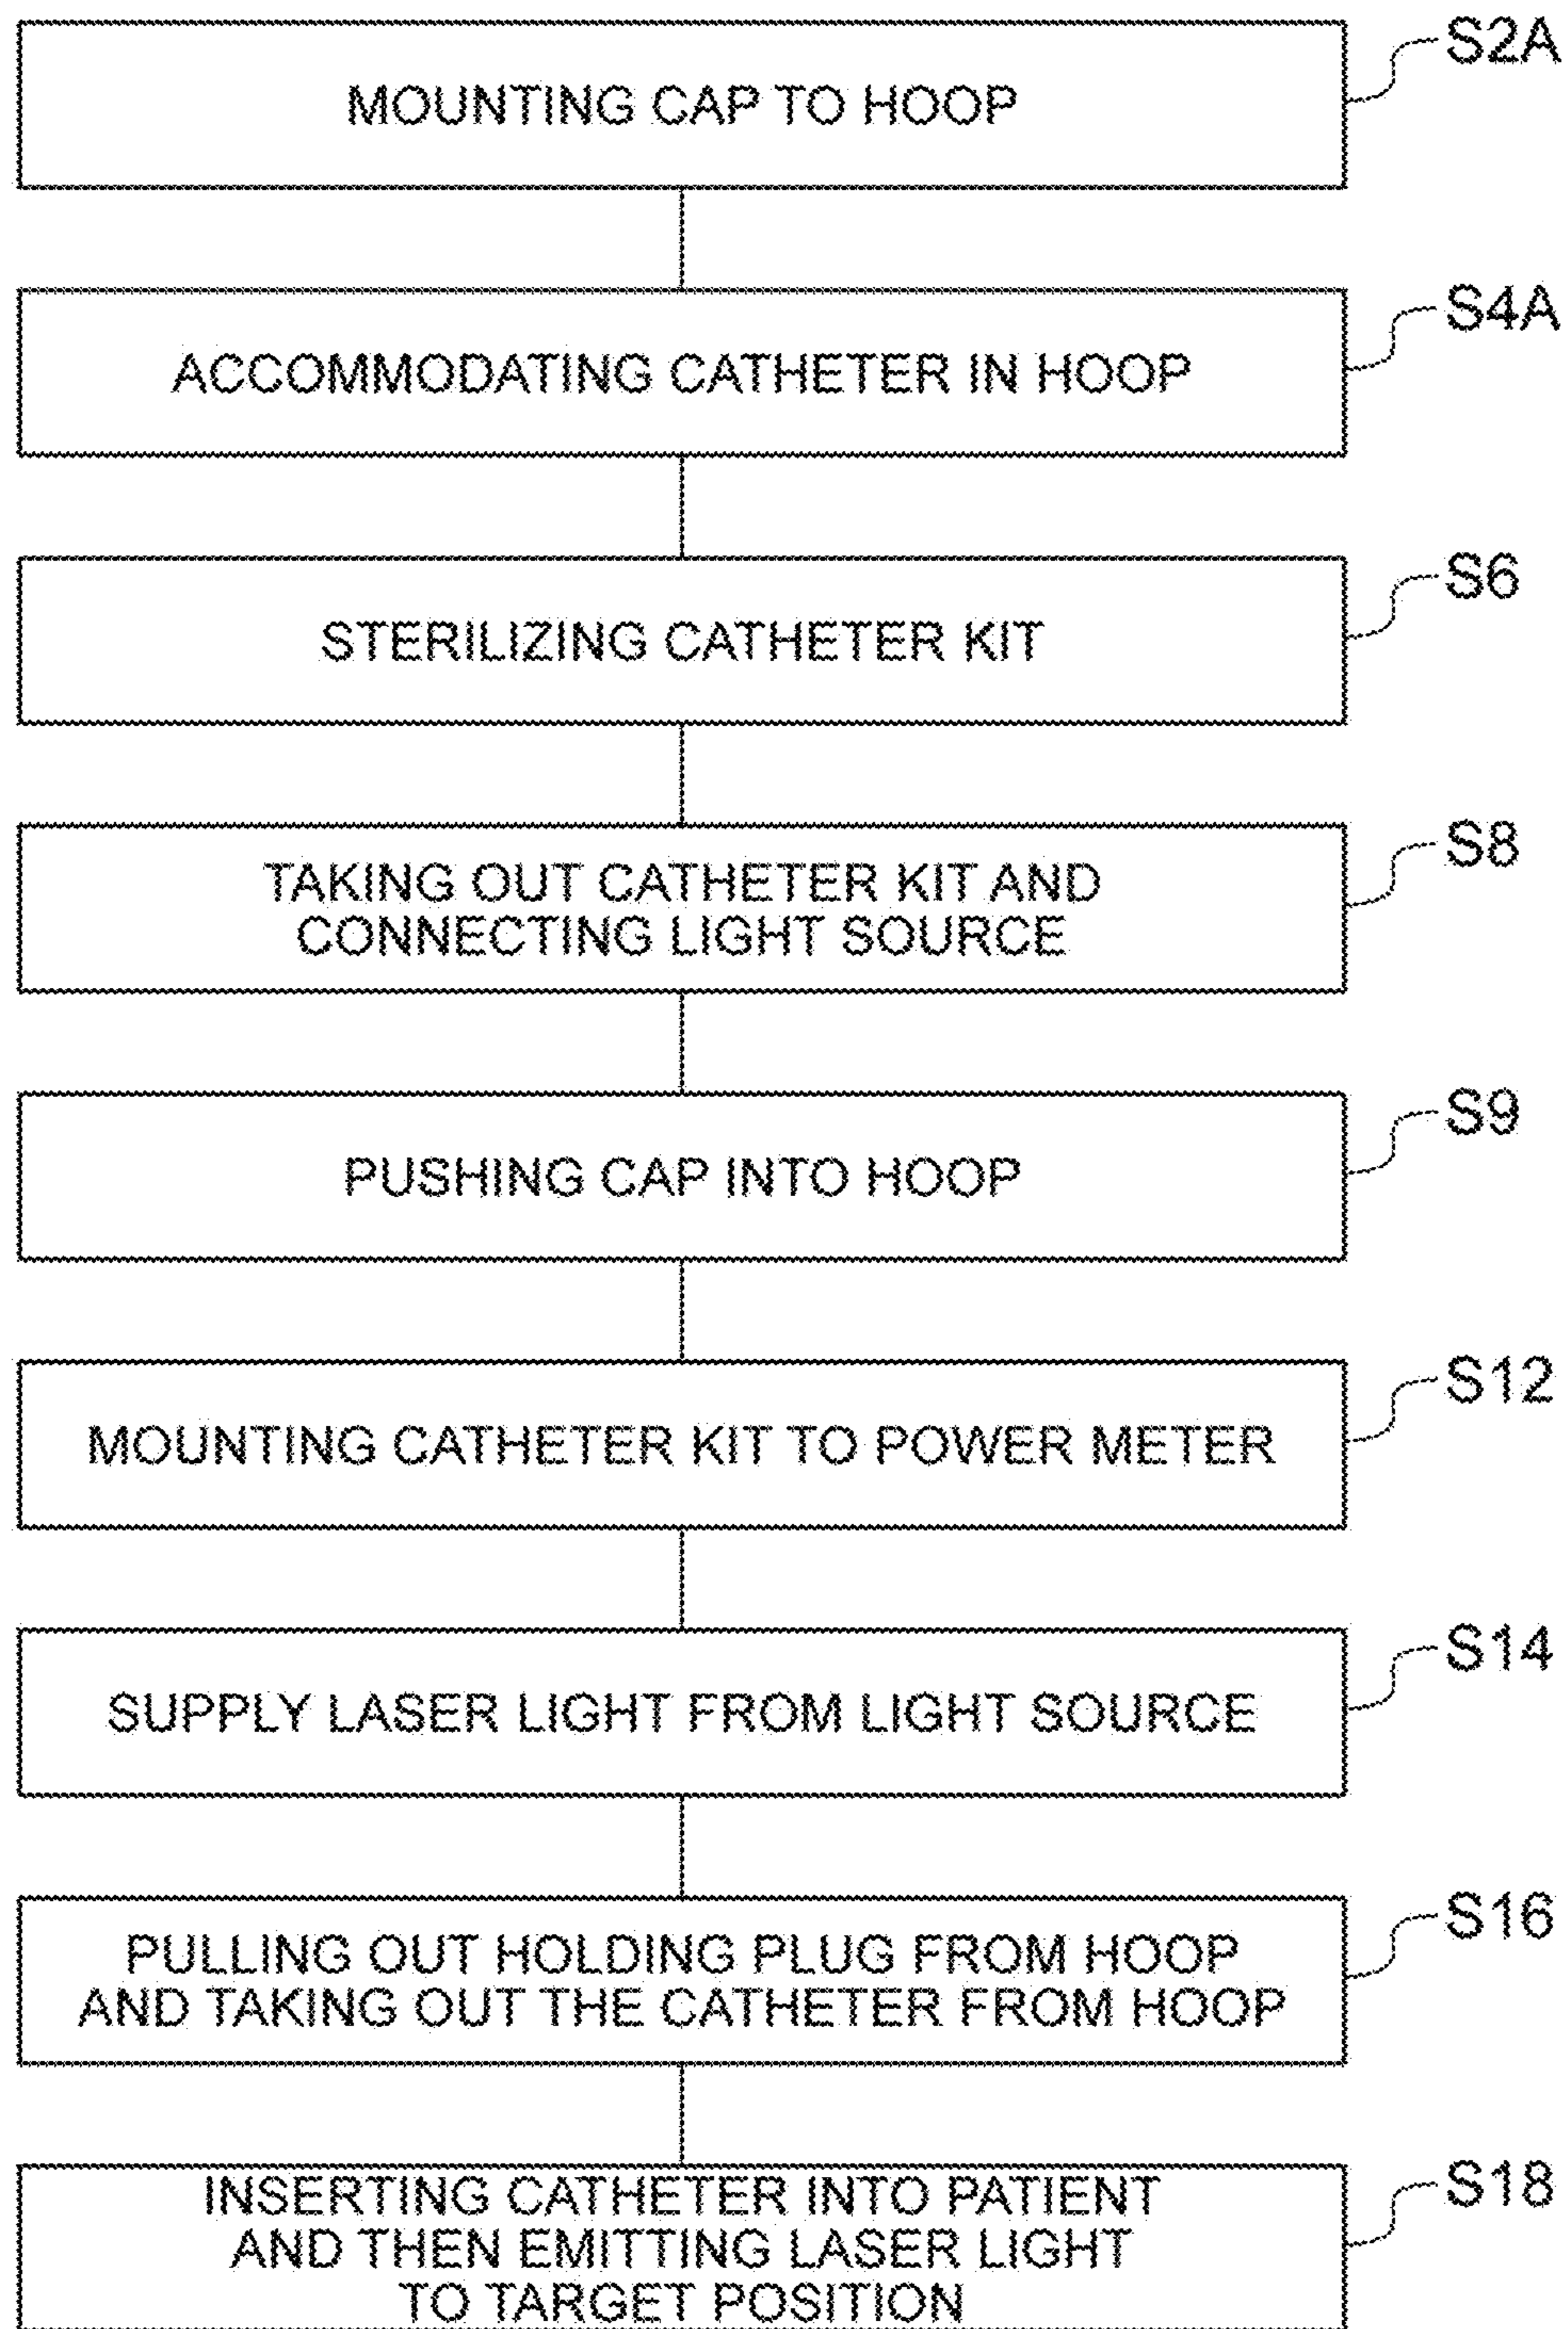 MOUNTING CAP TO HOOP
S2A
ACCOMMODATING CATHETER IN HOOP
S4A
STERILIZING CATHETER KIT
S6
TAKING OUT CATHETER KIT AND
CONNECTING LIGHT SOURCE
S8
PUSHING CAP INTO HOOP
S9
MOUNTING CATHETER KIT TO POWER METER
S12
SUPPLY LASER LIGHT FROM LIGHT SOURCE
S14
PULLING OUT HOLDING PLUG FROM HOOP
AND TAKING OUT THE CATHETER FROM HOOP
S16
INSERTING CATHETER INTO PATIENT
AND THEN EMITTING LASER LIGHT
TO TARGET POSITION
S18